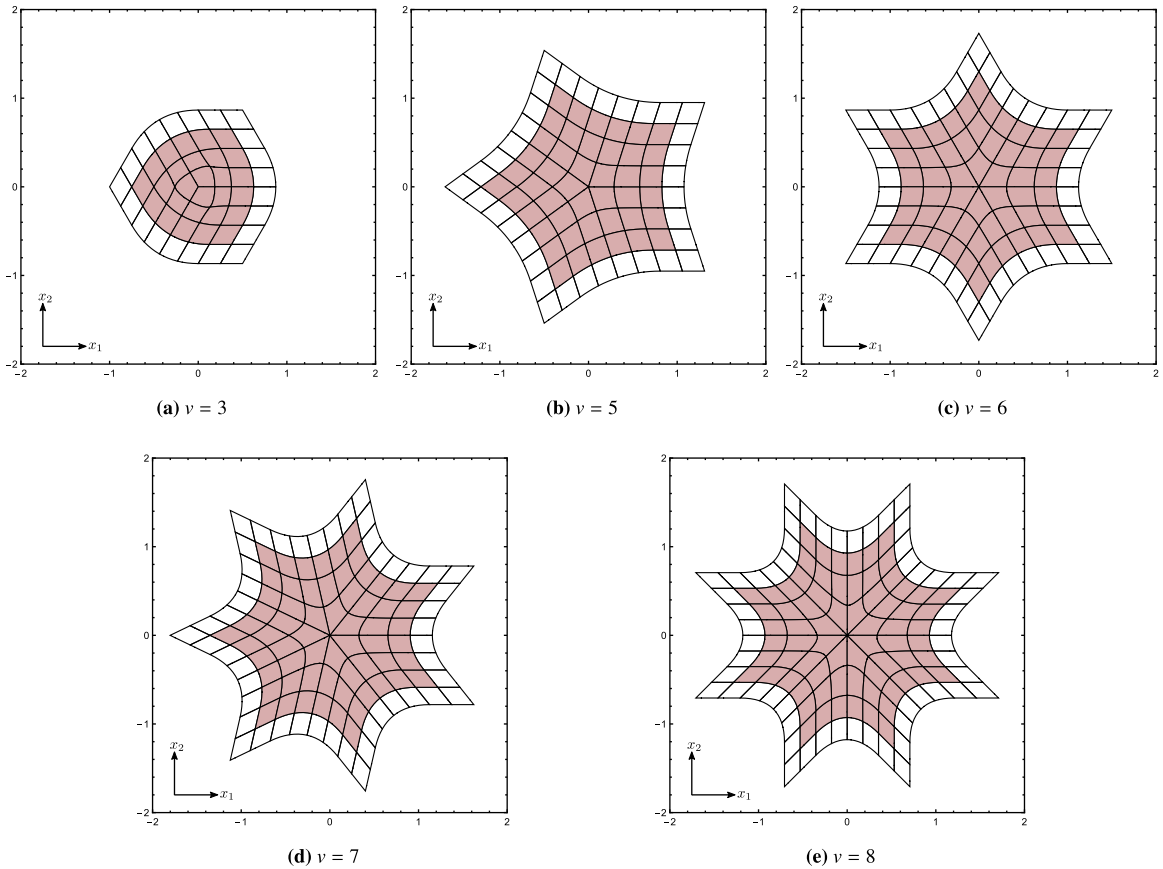 2 2 2
1 1 1
0 0 0
−1 −1 −1
x₂ x₂ x₂
x₁ x₁ x₁
−2 −2 −2
−2 −1 0 1 2 −2 −1 0 1 2 −2 −1 0 1 2
(a) v = 3 (b) v = 5 (c) v = 6
2 2
1 1
0 0
−1 −1
x₂ x₂
x₁ x₁
−2 −2
−2 −1 0 1 2 −2 −1 0 1 2
(d) v = 7 (e) v = 8